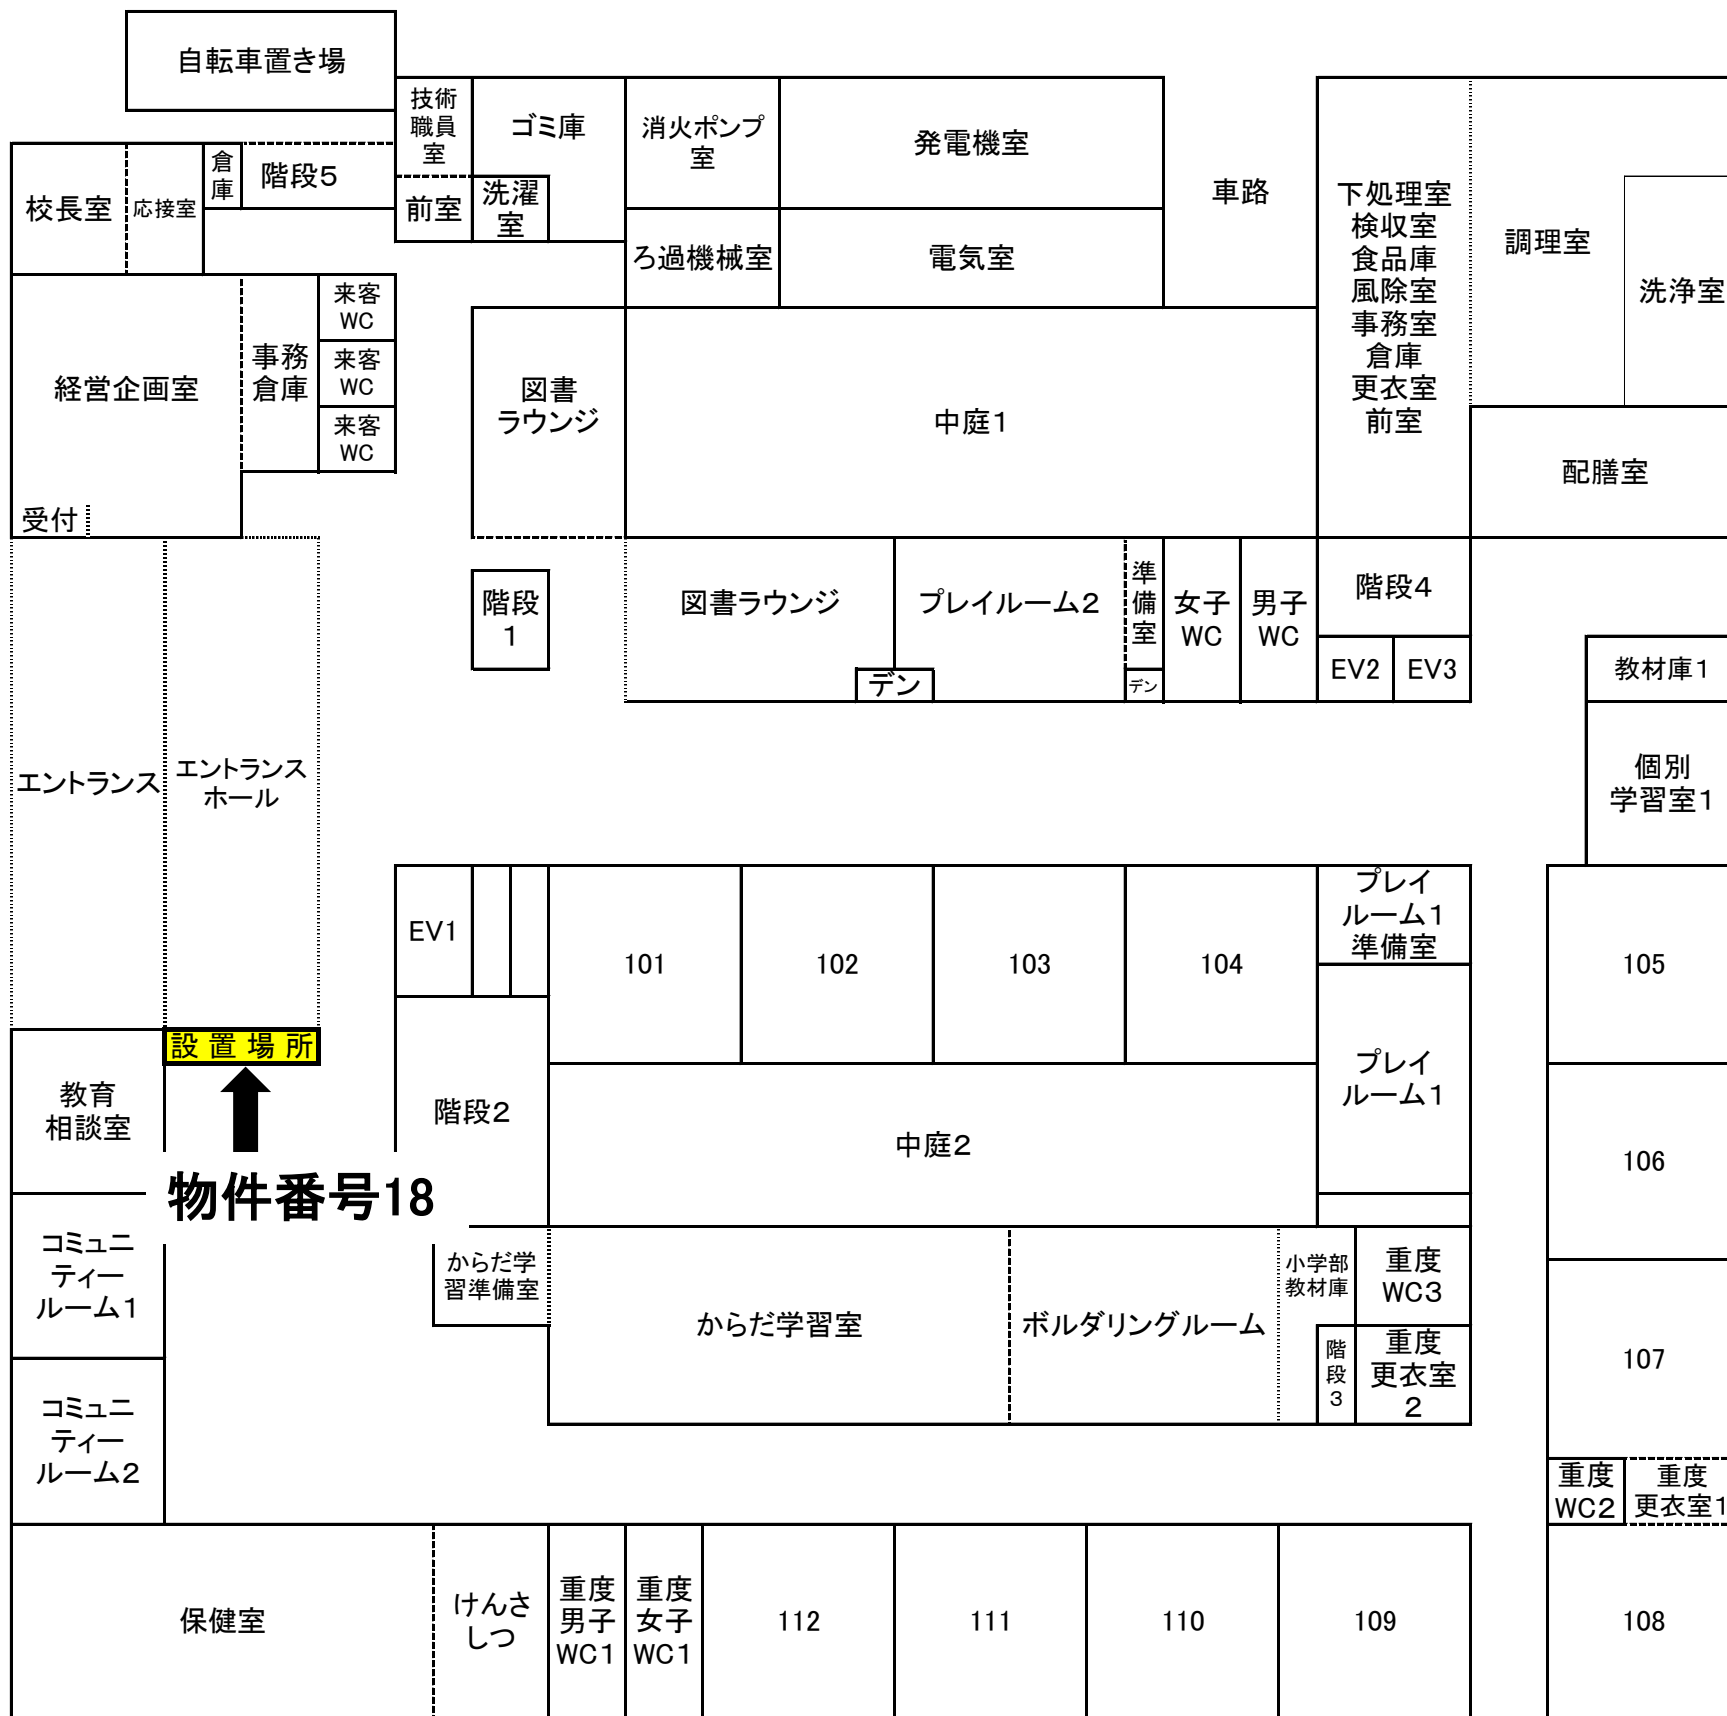 自転車置き場
技術
職員
室
ゴミ庫
消火ポンプ
室
発電機室
車路
下処理室
検収室
食品庫
風除室
事務室
倉庫
更衣室
前室
調理室
洗浄室
校長室
応接室
倉
庫
階段5
前室
洗濯
室
ろ過機械室
電気室
経営企画室
事務
倉庫
来客
WC
来客
WC
来客
WC
図書
ラウンジ
中庭1
配膳室
受付
階段
1
図書ラウンジ
プレイルーム2
準
備
室
女子
WC
男子
WC
階段4
デン
デン
EV2
EV3
教材庫1
個別
学習室1
エントランス
エントランス
ホール
EV1
101
102
103
104
プレイ
ルーム1
準備室
105
設置場所
教育
相談室
階段2
中庭2
プレイ
ルーム1
106
物件番号18
コミュニ
ティー
ルーム1
からだ学
習準備室
からだ学習室
ボルダリングルーム
小学部
教材庫
重度
WC3
階
段
3
重度
更衣室
2
107
コミュニ
ティー
ルーム2
重度
WC2
重度
更衣室1
保健室
けんさ
しつ
重度
男子
WC1
重度
女子
WC1
112
111
110
109
108